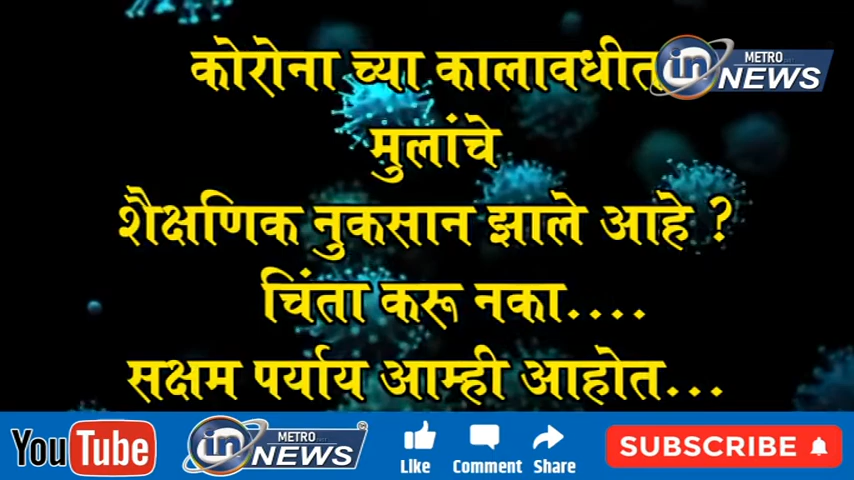 कोरोना च्या कालावधीत
in METRO NEWS
मुलांचे
शैक्षणिक नुकसान झाले आहे ?
चिंता करू नका....
सक्षम पर्याय आम्ही आहोत...
YouTube in METRO NEWS Like Comment Share SUBSCRIBE